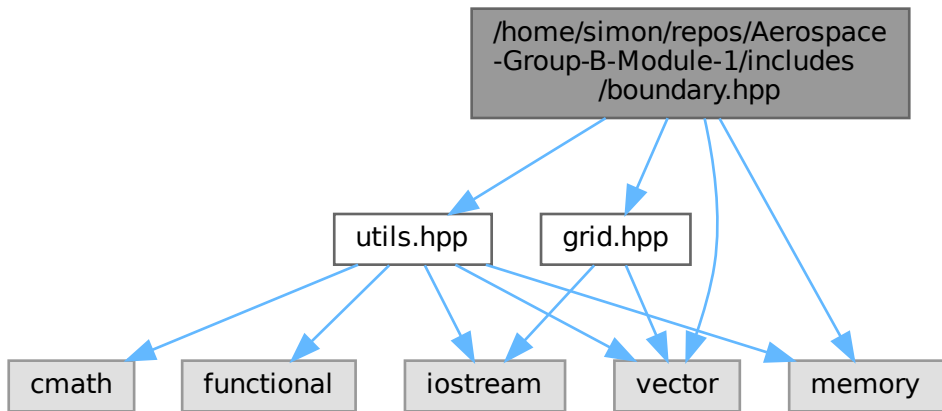 /home/simon/repos/Aerospace
-Group-B-Module-1/includes
/boundary.hpp
utils.hpp
grid.hpp
cmath
functional
iostream
vector
memory